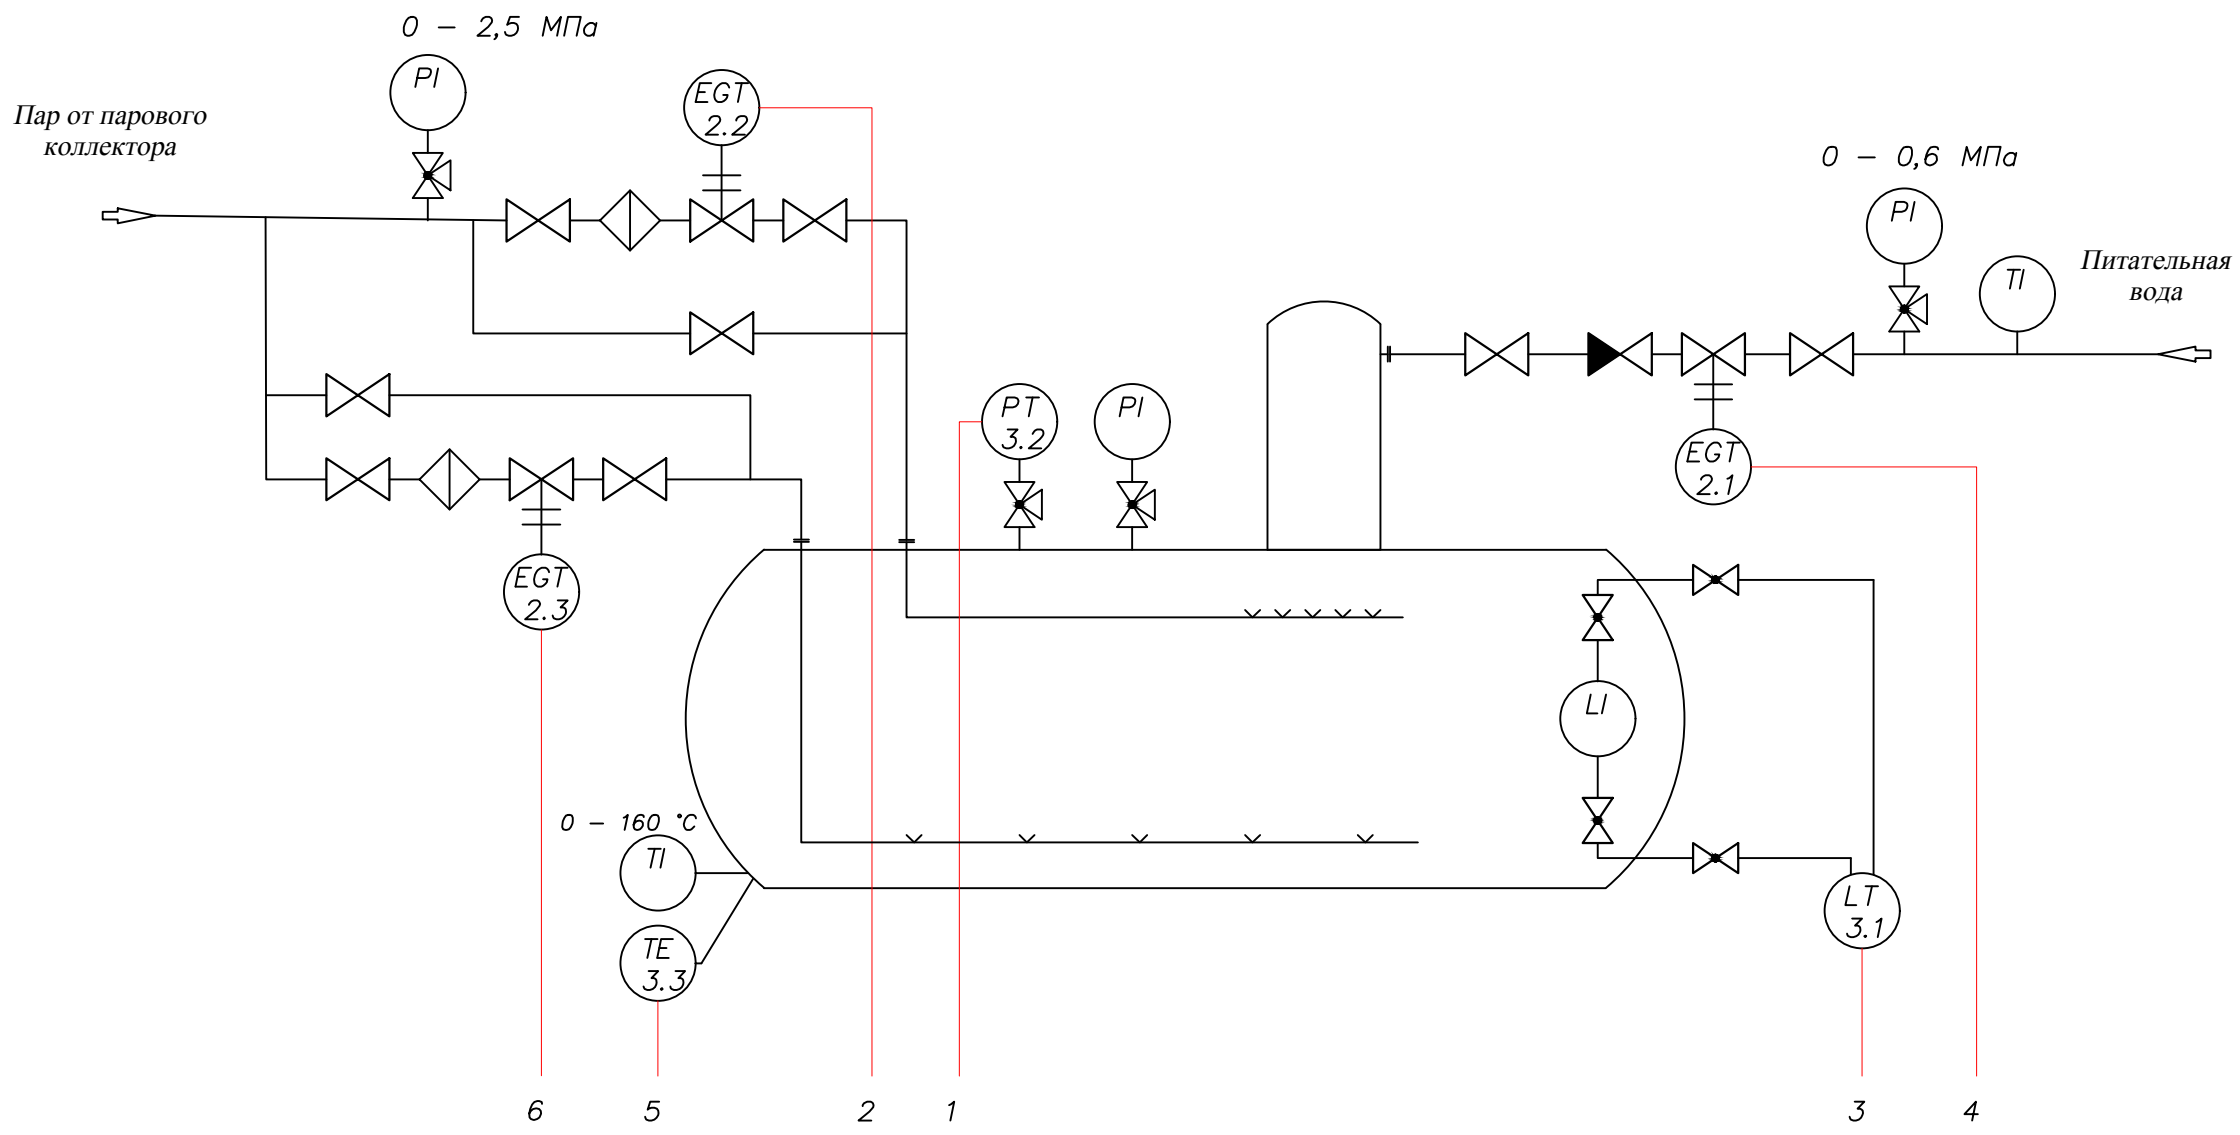 0 – 2,5 МПа
PI
EGT
2.2
Пар от парового
коллектора
0 – 0,6 МПа
PI
TI
Питательная
вода
PT
3.2
PI
EGT
2.1
EGT
2.3
LI
0 – 160 °С
TI
LT
3.1
TE
3.3
6 5 2 1 3 4